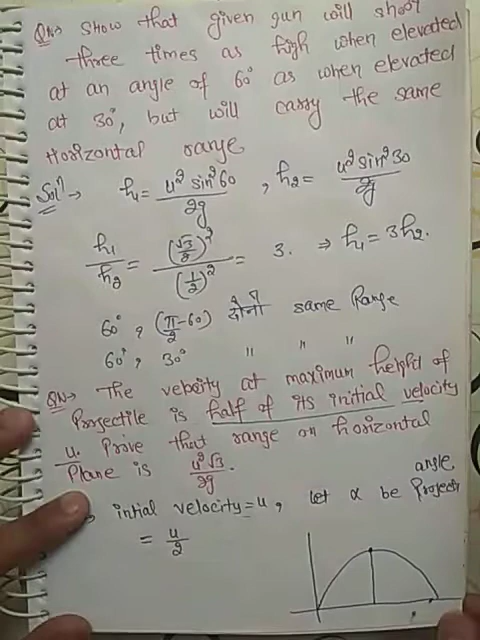 Qn → Show that given gun will shoot
three times as high when elevated
at an angle of 60° as when elevated
at 30°, but will carry the same
Horizontal range
Solⁿ → h₁ = u² sin² 60 / 2g , h₂ = u² sin² 30 / 2g
h₁/h₂ = (√3/2)² / (1/2)² = 3. ⇒ h₁ = 3h₂.
60°, (π/2 - 60) दोनों same Range
60°, 30° " " "
Qn → The velocity at maximum of
Projectile is half of its initial velocity
u. Prove that range on horizontal
Plane is u²√3 / 2g.
intial velocity = u, Let α be Project angle
= u/2